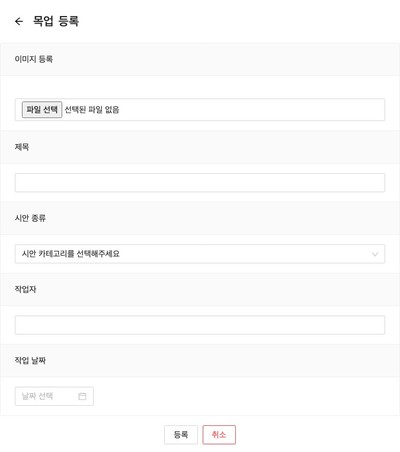 목업 등록
이미지 등록
파일 선택 선택된 파일 없음
제목
시안 종류
시안 카테고리를 선택해주세요
작업자
작업 날짜
날짜 선택
등록 취소